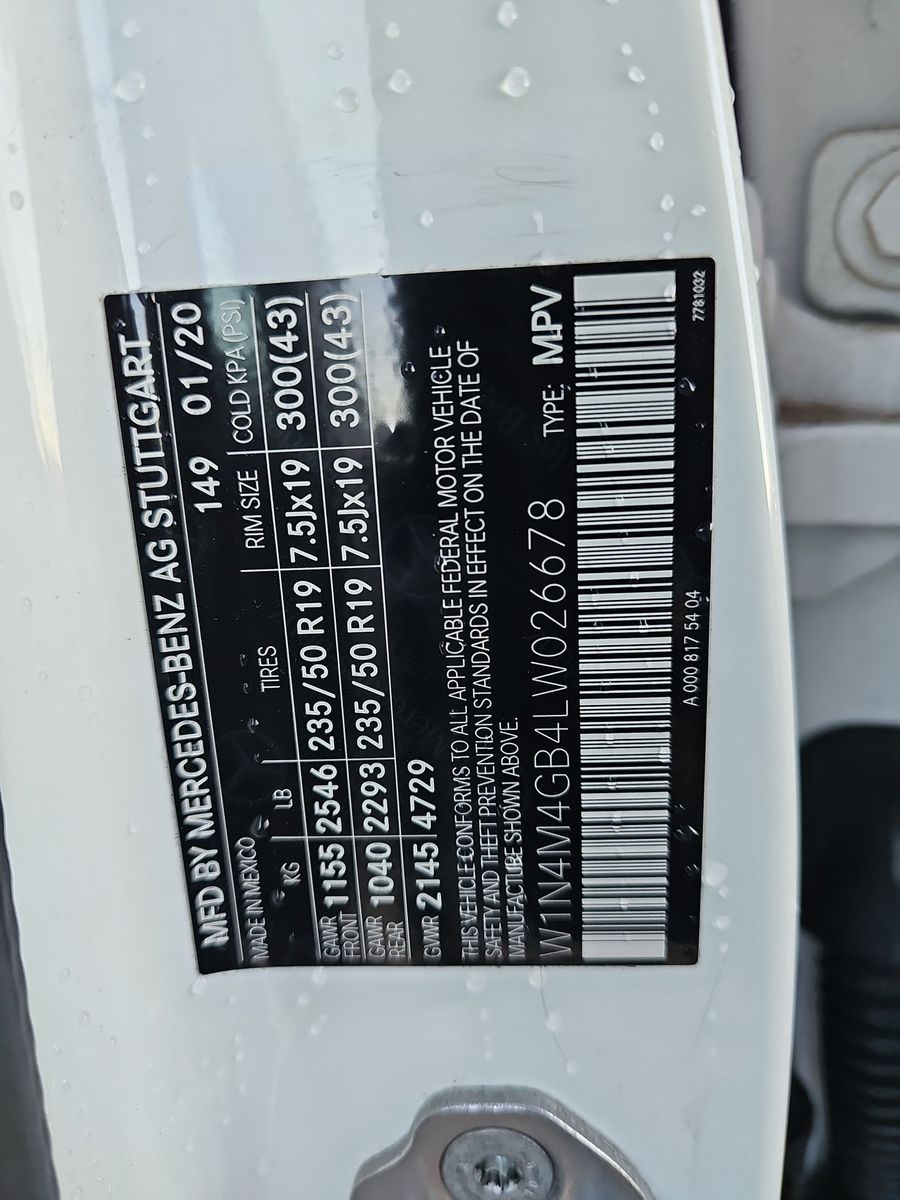 MFD BY MERCEDES-BENZ AG STUTTGART
MADE IN MEXICO 149 01/20
KG LB TIRES RIM SIZE COLD KPA (PSI)
GAWR FRONT 1155 2546 235/50 R19 7.5Jx19 300(43)
GAWR REAR 1040 2293 235/50 R19 7.5Jx19 300(43)
GVWR 2145 4729
THIS VEHICLE CONFORMS TO ALL APPLICABLE FEDERAL MOTOR VEHICLE
SAFETY AND THEFT PREVENTION STANDARDS IN EFFECT ON THE DATE OF
MANUFACTURE SHOWN ABOVE.
W1N4M4GB4LW026678 TYPE: MPV
A 000 817 54 04 7781032